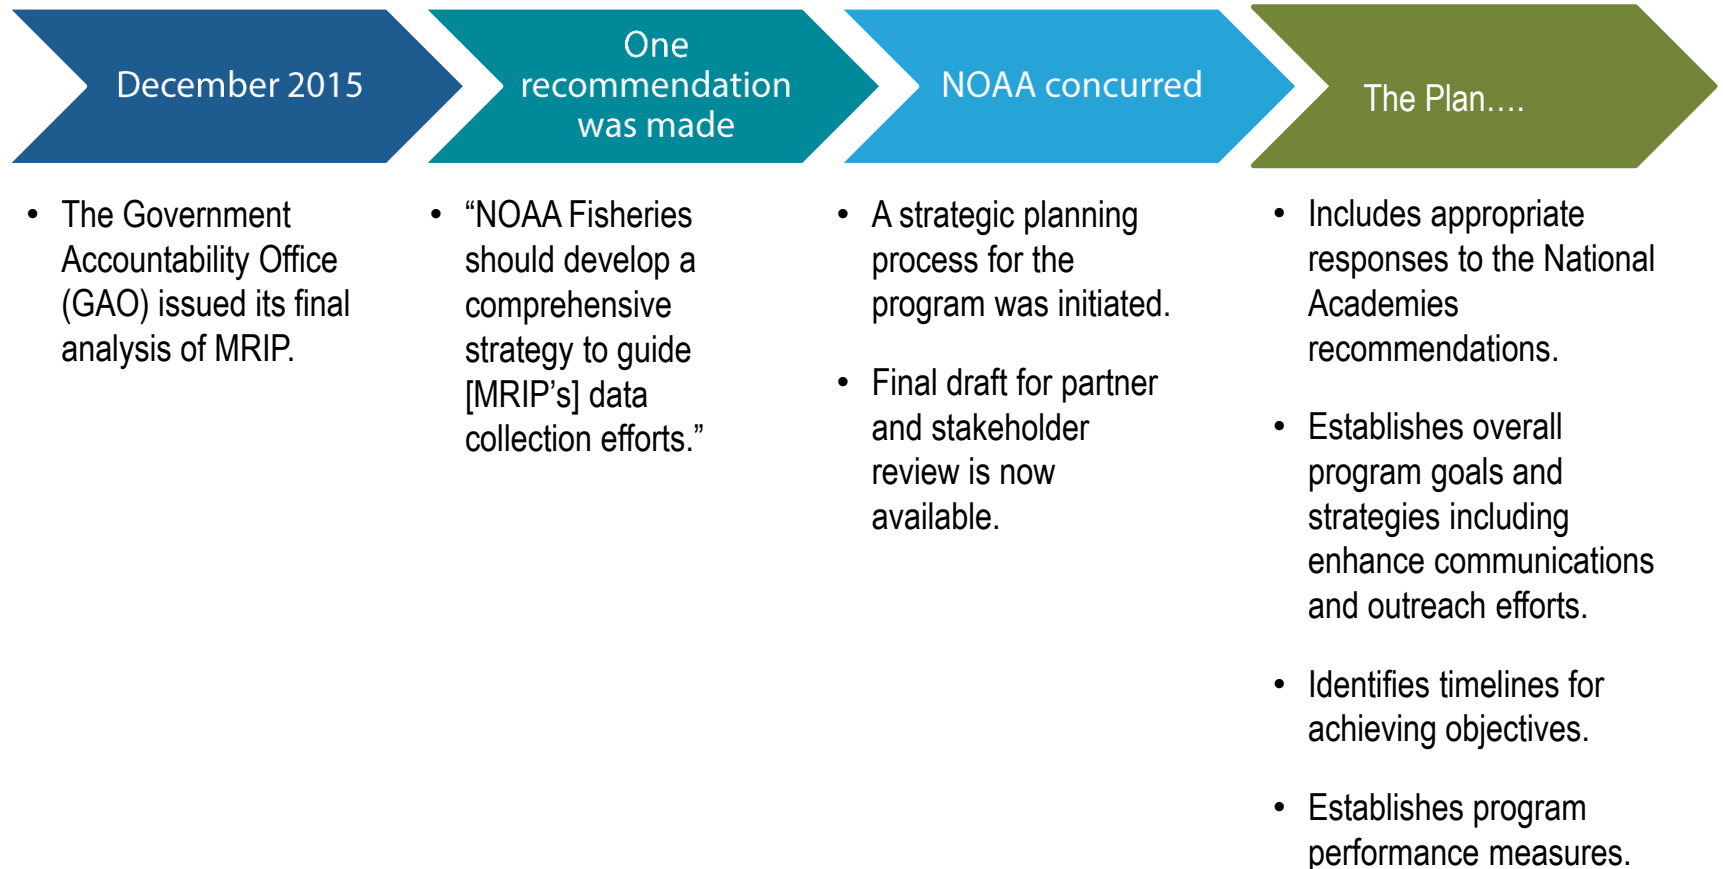 December 2015
One
recommendation
was made
NOAA concurred
The Plan....
• The Government
Accountability Office
(GAO) issued its final
analysis of MRIP.
• “NOAA Fisheries
should develop a
comprehensive
strategy to guide
[MRIP’s] data
collection efforts.”
• A strategic planning
process for the
program was initiated.
• Final draft for partner
and stakeholder
review is now
available.
• Includes appropriate
responses to the National
Academies
recommendations.
• Establishes overall
program goals and
strategies including
enhance communications
and outreach efforts.
• Identifies timelines for
achieving objectives.
• Establishes program
performance measures.